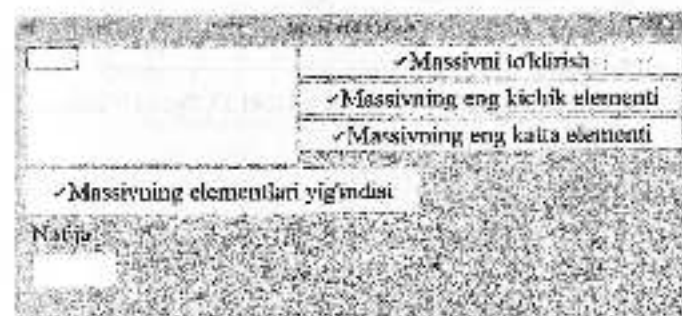 ✓Massivni to'ldirish
✓Massivning eng kichik elementi
✓Massivning eng katta elementi
✓Massivning elementlari yig'indisi
Natija